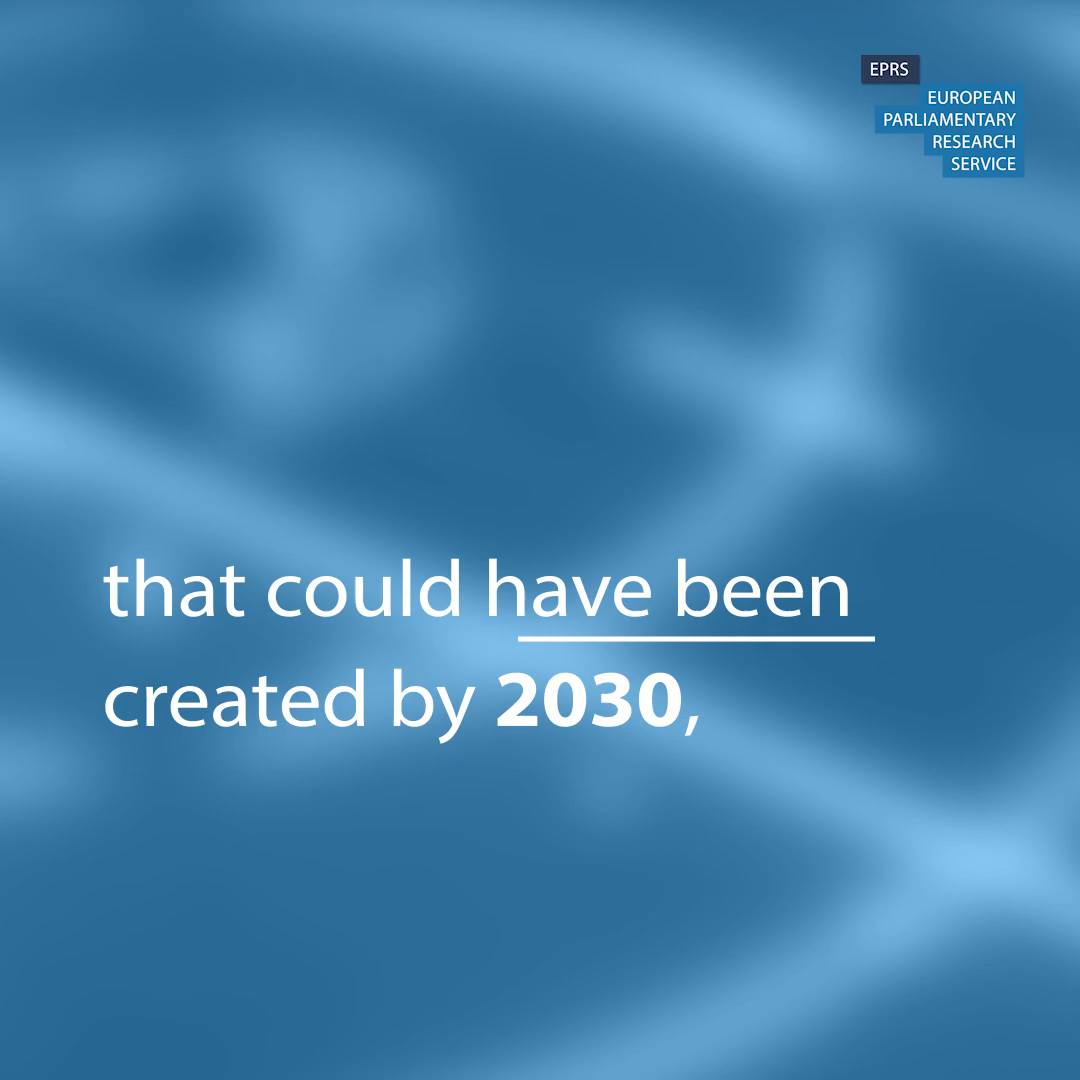 EPRS
EUROPEAN
PARLIAMENTARY
RESEARCH
SERVICE
that could have been
created by 2030,